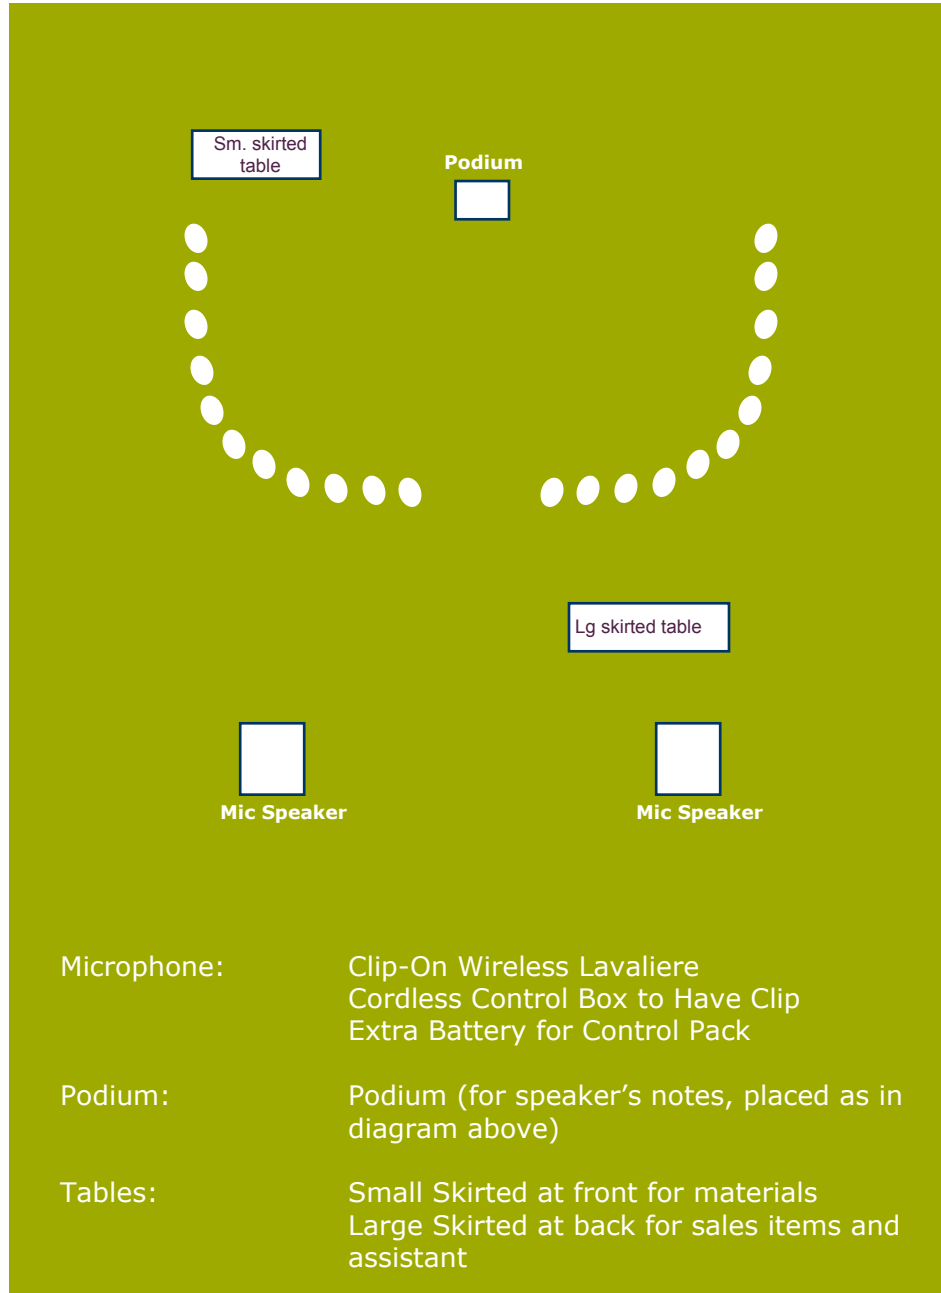 Sm. skirted
table
Podium
Lg skirted table
Mic Speaker
Mic Speaker
Microphone:
Clip-On Wireless Lavaliere
Cordless Control Box to Have Clip
Extra Battery for Control Pack
Podium:
Podium (for speaker’s notes, placed as in
diagram above)
Tables:
Small Skirted at front for materials
Large Skirted at back for sales items and
assistant